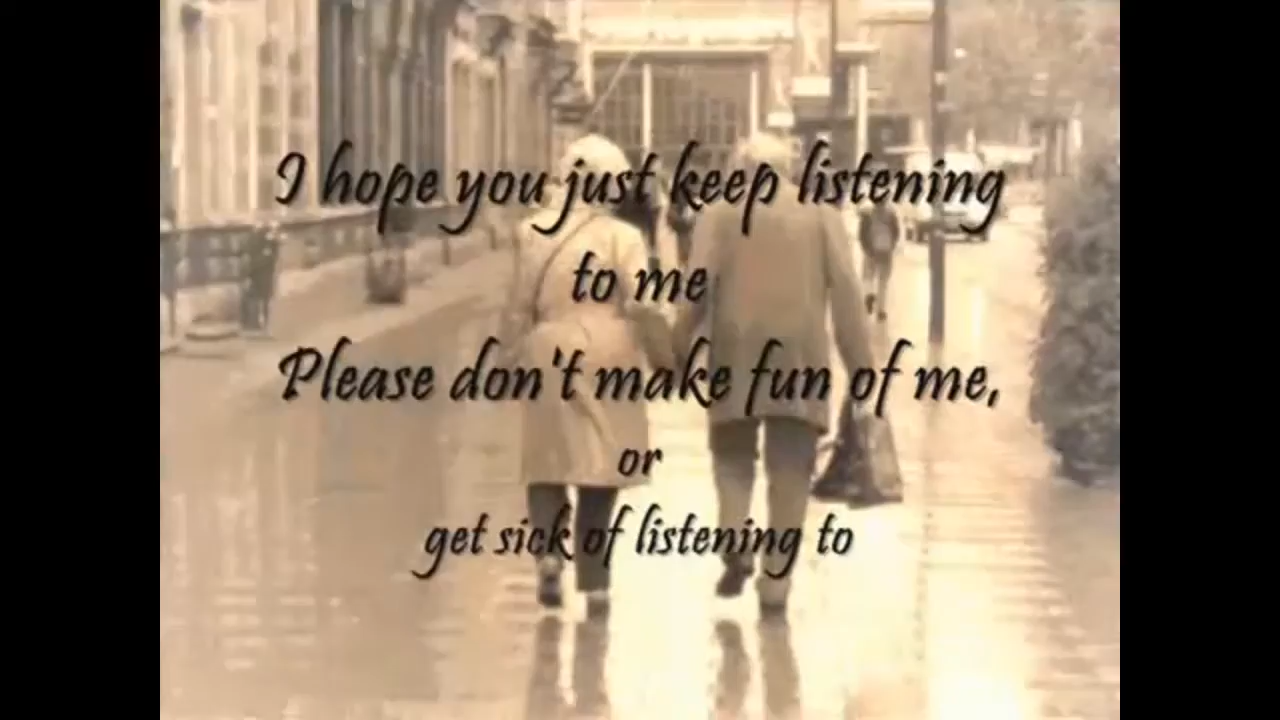 I hope you just keep listening
to me
Please don't make fun of me,
or
get sick of listening to